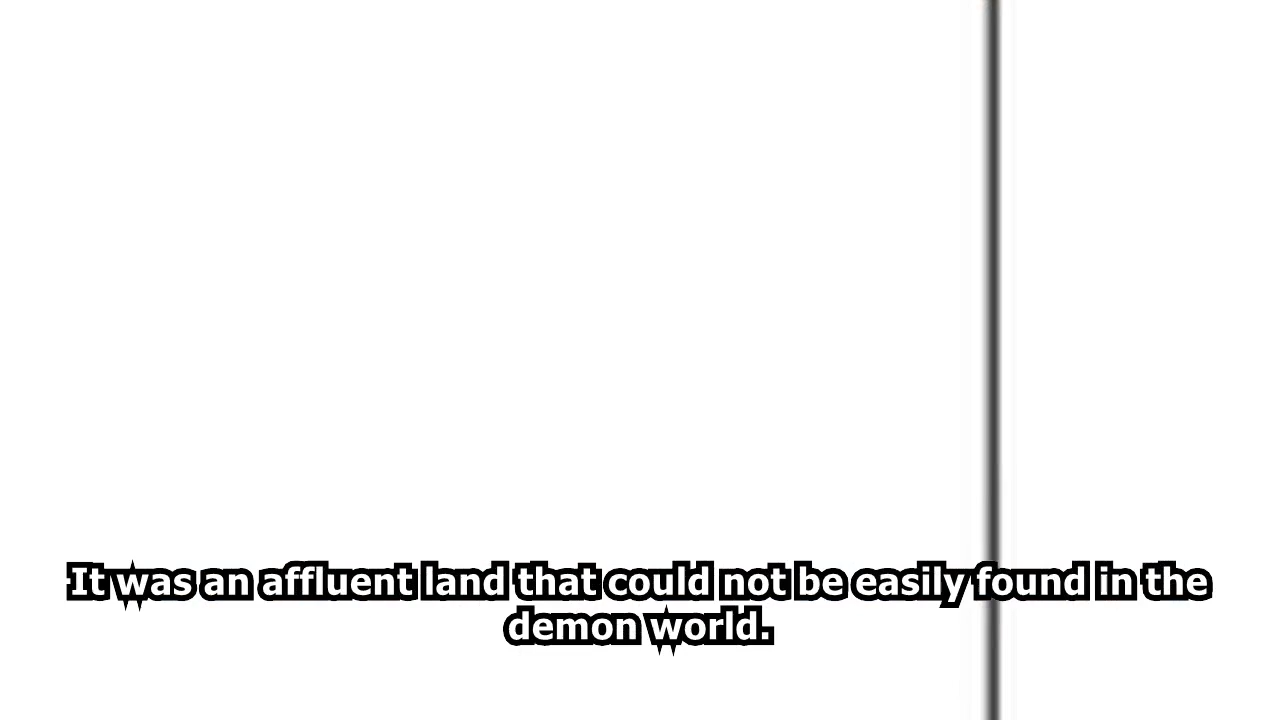 It was an affluent land that could not be easily found in the
demon world.